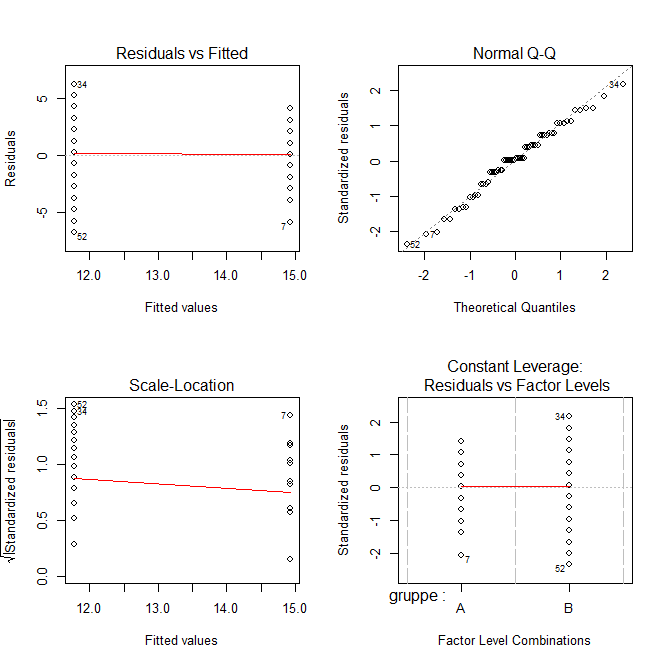 Residuals vs Fitted
Residuals
5
0
-5
34
52
7
12.0 13.0 14.0 15.0
Fitted values
Normal Q-Q
Standardized residuals
2
1
0
-1
-2
34
7
52
-2 -1 0 1 2
Theoretical Quantiles
Scale-Location
√|Standardized residuals|
1.5
1.0
0.5
0.0
52
34
7
12.0 13.0 14.0 15.0
Fitted values
Constant Leverage:
Residuals vs Factor Levels
Standardized residuals
2
1
0
-1
-2
34
7
52
gruppe :
A B
Factor Level Combinations